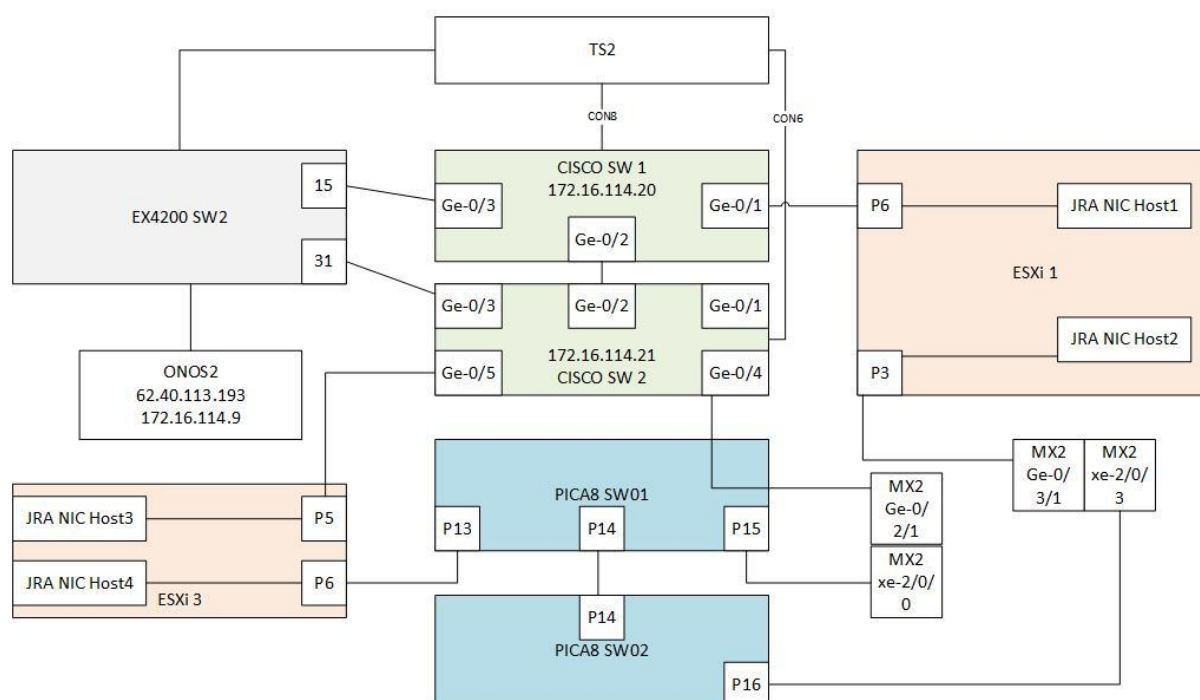 TS2
CON8
CON6
EX4200 SW2
15
31
CISCO SW 1
172.16.114.20
Ge-0/3
Ge-0/1
Ge-0/2
Ge-0/3
Ge-0/2
Ge-0/1
172.16.114.21
CISCO SW 2
Ge-0/5
Ge-0/4
P6
JRA NIC Host1
ESXi 1
JRA NIC Host2
P3
ONOS2
62.40.113.193
172.16.114.9
MX2
Ge-0/
3/1
MX2
xe-2/0/
3
PICA8 SW01
P13
P14
P15
MX2
Ge-0/
2/1
MX2
xe-2/0/
0
JRA NIC Host3
P5
JRA NIC Host4
P6
ESXi 3
P14
PICA8 SW02
P16